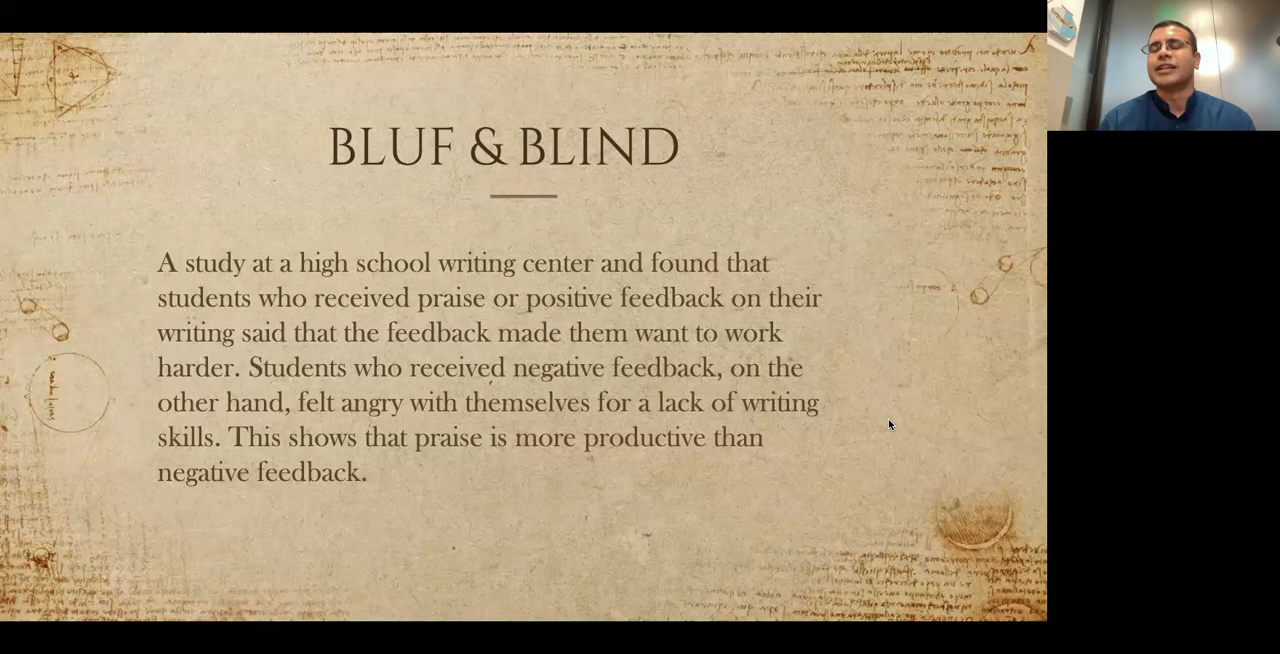 BLUF & BLIND
A study at a high school writing center and found that
students who received praise or positive feedback on their
writing said that the feedback made them want to work
harder. Students who received negative feedback, on the
other hand, felt angry with themselves for a lack of writing
skills. This shows that praise is more productive than
negative feedback.